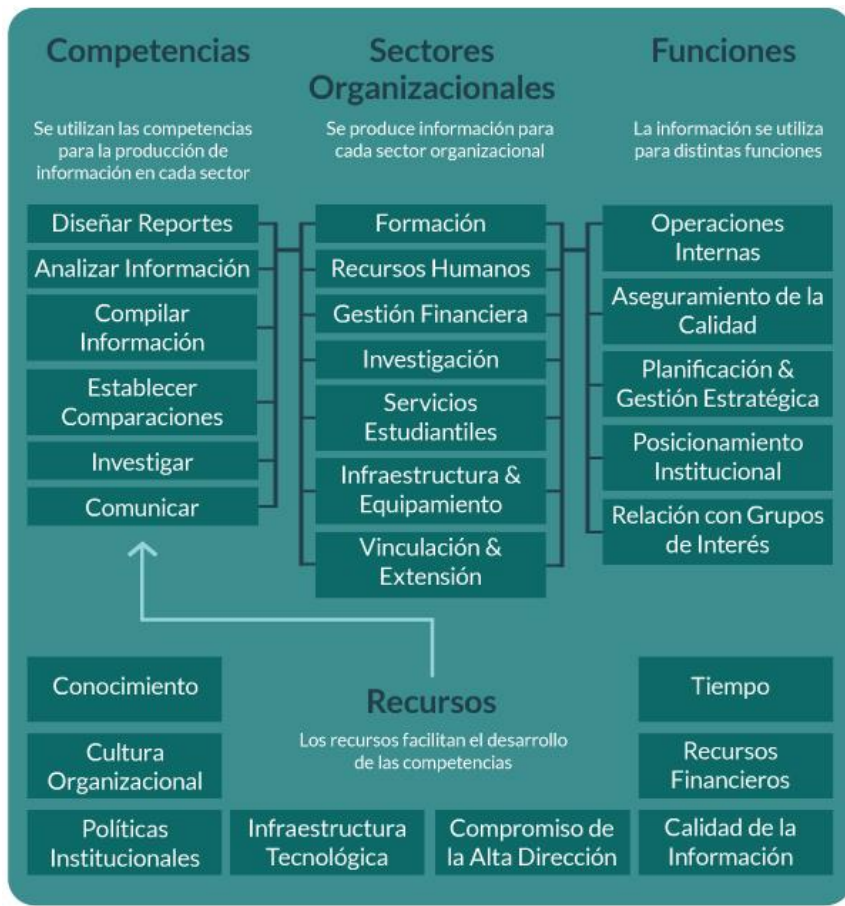 Competencias
Se utilizan las competencias
para la producción de
información en cada sector
Diseñar Reportes
Analizar Información
Compilar
Información
Establecer
Comparaciones
Investigar
Comunicar
Sectores
Organizacionales
Se produce información para
cada sector organizacional
Formación
Recursos Humanos
Gestión Financiera
Investigación
Servicios
Estudiantiles
Infraestructura &
Equipamiento
Vinculación &
Extensión
Funciones
La información se utiliza
para distintas funciones
Operaciones
Internas
Aseguramiento de la
Calidad
Planificación &
Gestión Estratégica
Posicionamiento
Institucional
Relación con Grupos
de Interés
Recursos
Los recursos facilitan el desarrollo
de las competencias
Conocimiento
Cultura
Organizacional
Políticas
Institucionales
Infraestructura
Tecnológica
Compromiso de
la Alta Dirección
Tiempo
Recursos
Financieros
Calidad de la
Información